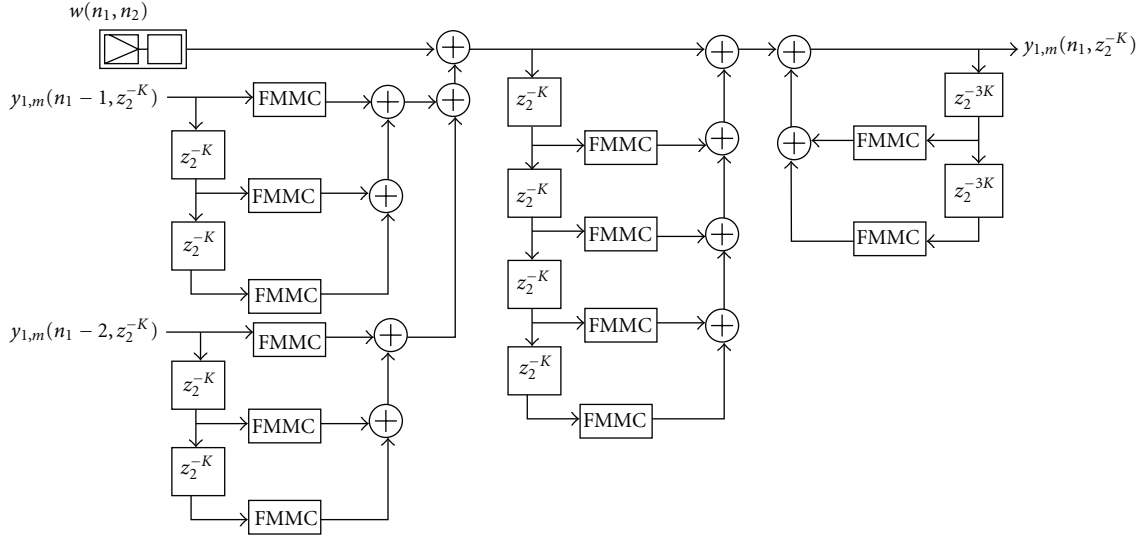 w(n₁, n₂)
y₁,ₘ(n₁, z₂⁻ᴷ)
y₁,ₘ(n₁ − 1, z₂⁻ᴷ)
FMMC
z₂⁻ᴷ
FMMC
z₂⁻ᴷ
FMMC
y₁,ₘ(n₁ − 2, z₂⁻ᴷ)
FMMC
z₂⁻ᴷ
FMMC
z₂⁻ᴷ
FMMC
z₂⁻ᴷ
FMMC
z₂⁻ᴷ
FMMC
z₂⁻ᴷ
FMMC
z₂⁻ᴷ
FMMC
z₂⁻³ᴷ
FMMC
z₂⁻³ᴷ
FMMC